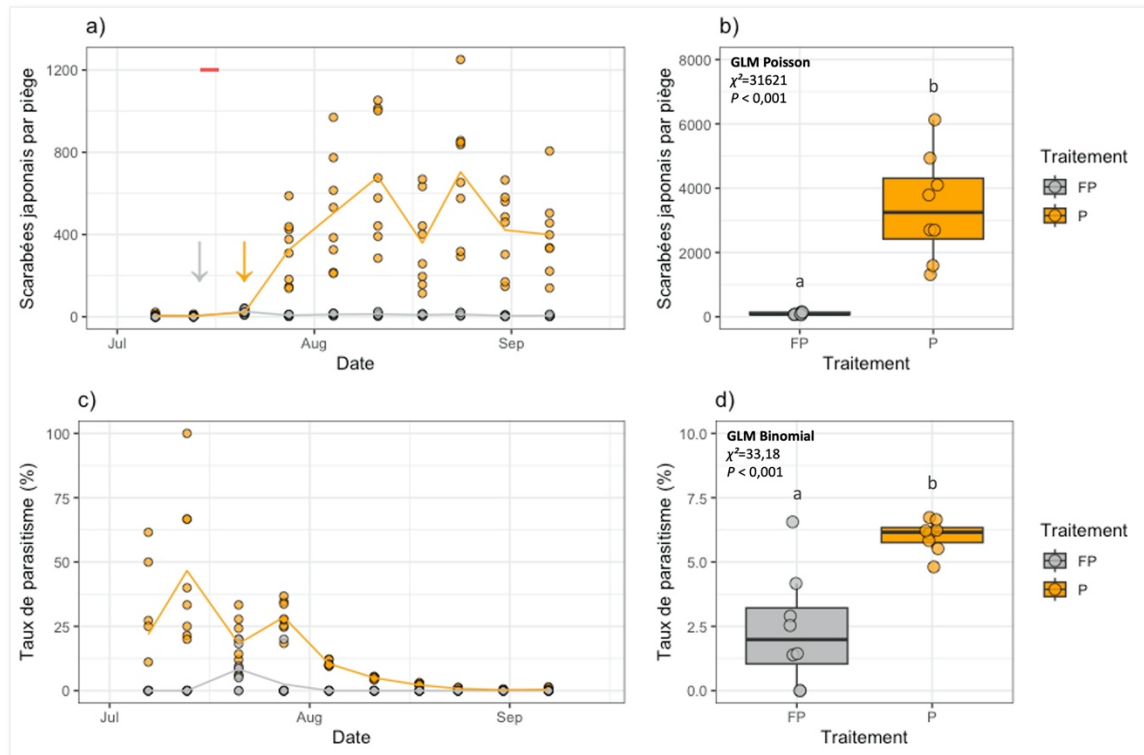 a)
Scarabées japonais par piège
1200
800
400
0
Jul
Aug
Sep
Date
b)
Scarabées japonais par piège
8000
6000
4000
2000
0
GLM Poisson
χ²=31621
P < 0,001
a
b
FP
P
Traitement
Traitement
FP
P
c)
Taux de parasitisme (%)
100
75
50
25
0
Jul
Aug
Sep
Date
d)
Taux de parasitisme (%)
10.0
7.5
5.0
2.5
0.0
GLM Binomial
χ²=33,18
P < 0,001
a
b
FP
P
Traitement
Traitement
FP
P